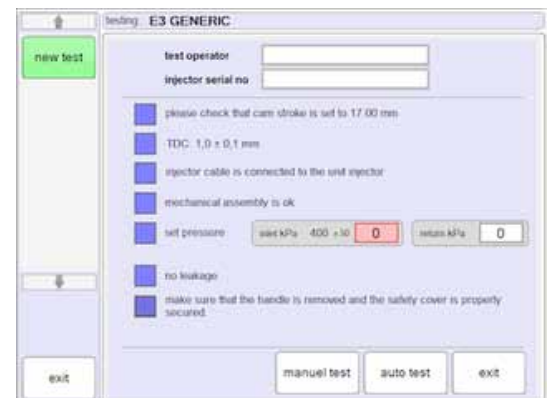 testing: E3 GENERIC
new test
test operator
injector serial no
please check that cam stroke is set to 17.00 mm
TDC: 1,0 ± 0,1 mm
injector cable is connected to the unit injector
mechanical assembly is ok
set pressure inlet kPa 400 ±50 0 return kPa 0
no leakage
make sure that the handle is removed and the safety cover is properly
secured.
exit manuel test auto test exit